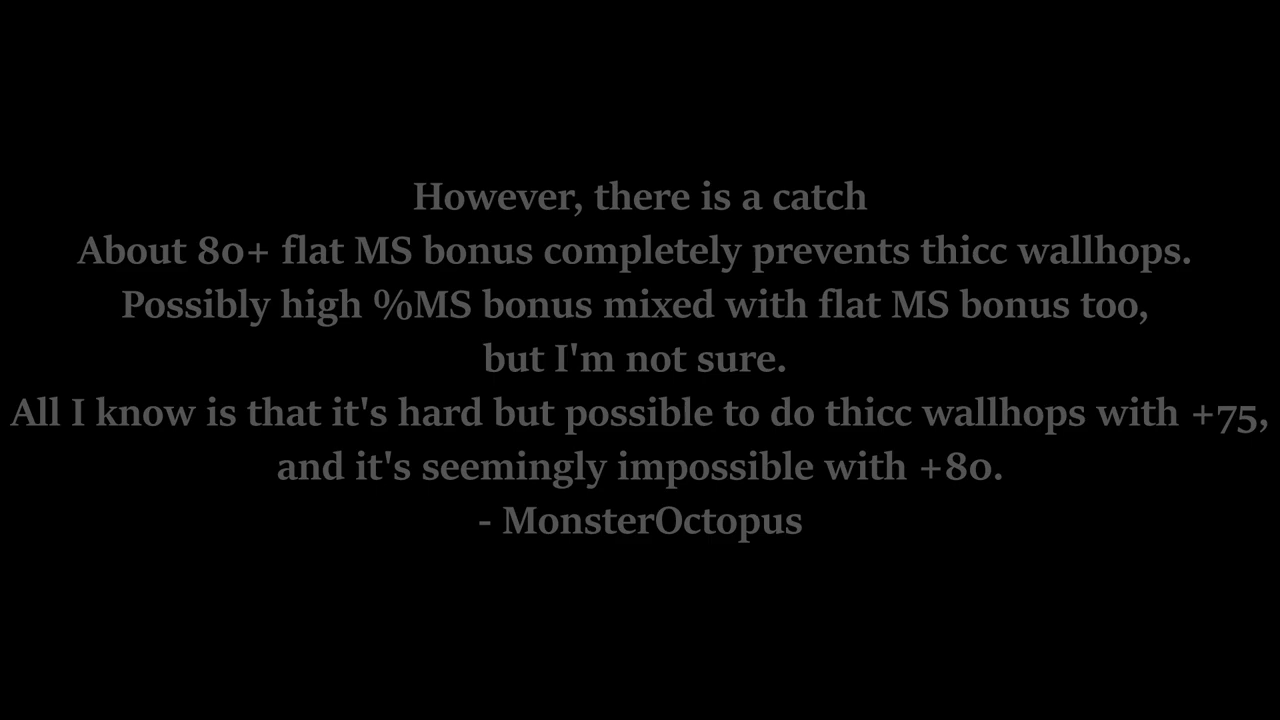 However, there is a catch
About 80+ flat MS bonus completely prevents thicc wallhops.
Possibly high %MS bonus mixed with flat MS bonus too,
but I'm not sure.
All I know is that it's hard but possible to do thicc wallhops with +75,
and it's seemingly impossible with +80.
- MonsterOctopus